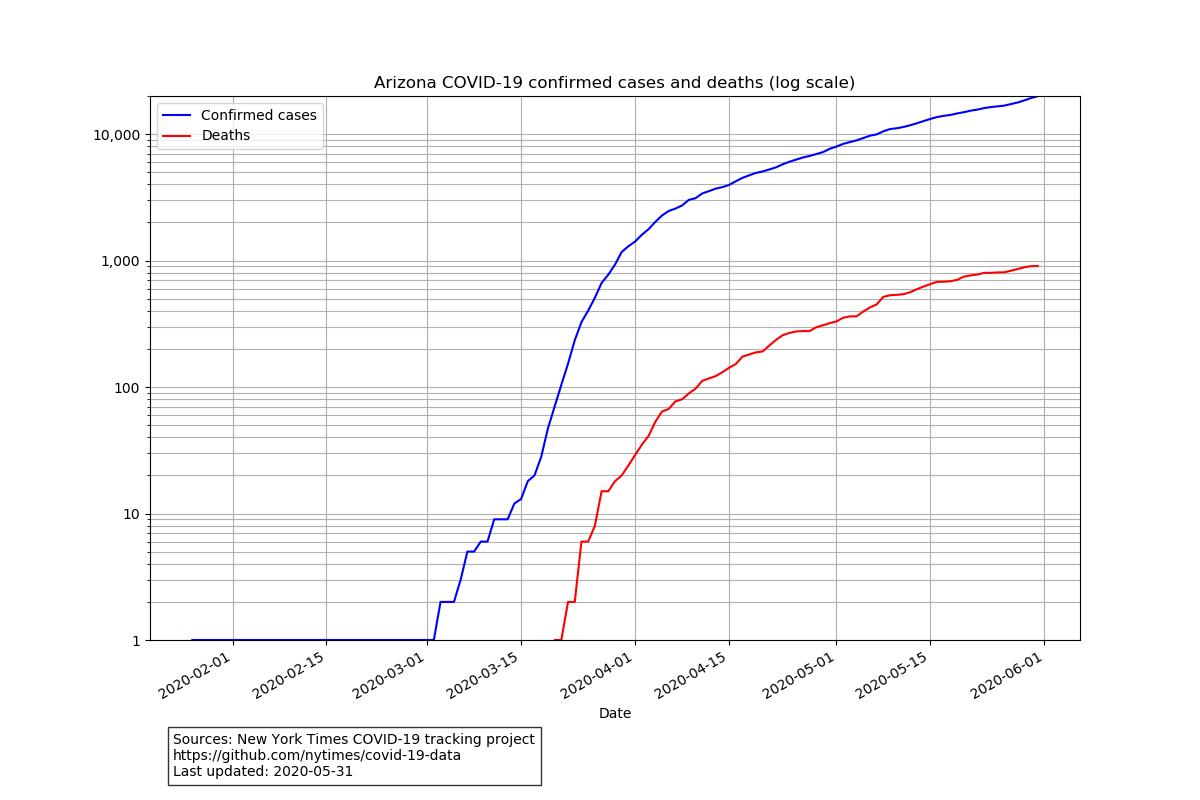 Arizona COVID-19 confirmed cases and deaths (log scale)
Confirmed cases
Deaths
10,000
1,000
100
10
1
2020-02-01
2020-02-15
2020-03-01
2020-03-15
2020-04-01
2020-04-15
2020-05-01
2020-05-15
2020-06-01
Date
Sources: New York Times COVID-19 tracking project
https://github.com/nytimes/covid-19-data
Last updated: 2020-05-31